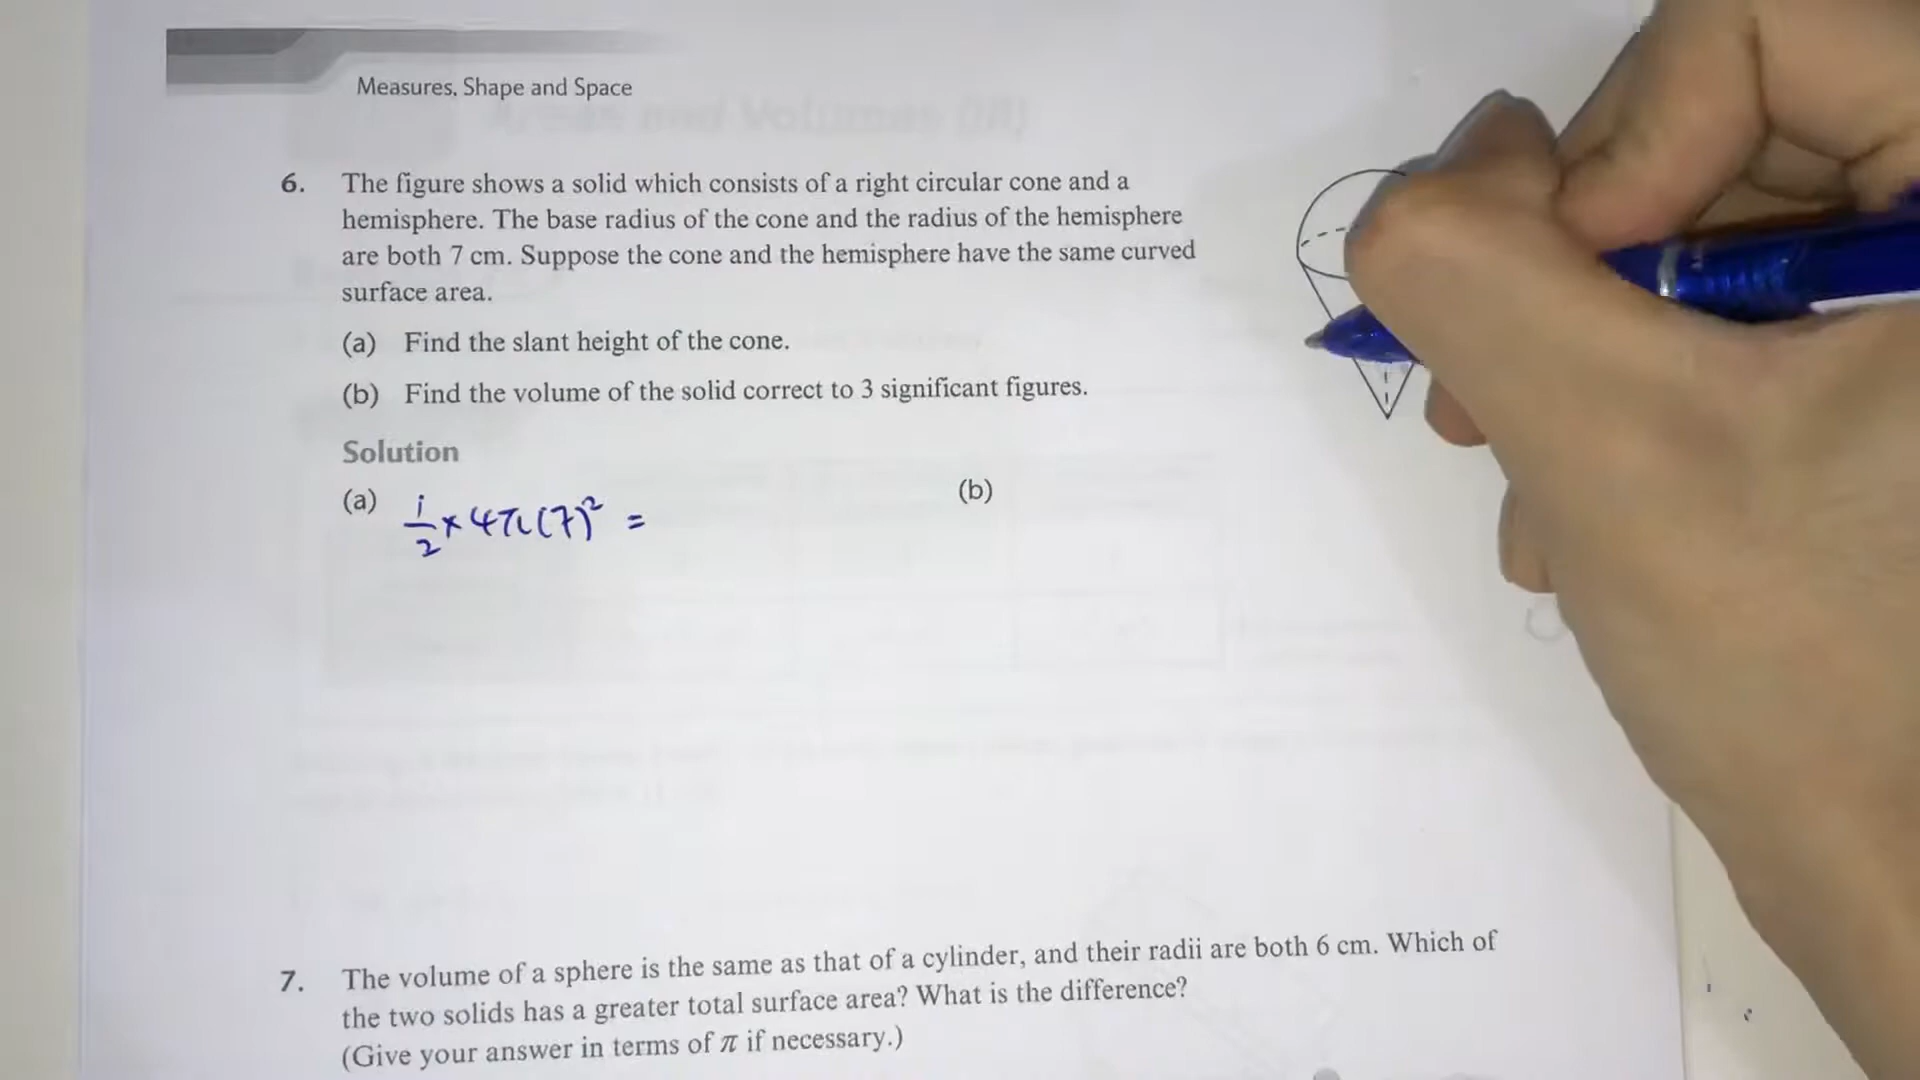 Measures, Shape and Space
Areas and Volumes (III)
6. The figure shows a solid which consists of a right circular cone and a
hemisphere. The base radius of the cone and the radius of the hemisphere
are both 7 cm. Suppose the cone and the hemisphere have the same curved
surface area.
(a) Find the slant height of the cone.
(b) Find the volume of the solid correct to 3 significant figures.
Solution
(a) 1/2 × 4π(7)² =
(b)
7. The volume of a sphere is the same as that of a cylinder, and their radii are both 6 cm. Which of
the two solids has a greater total surface area? What is the difference?
(Give your answer in terms of π if necessary.)